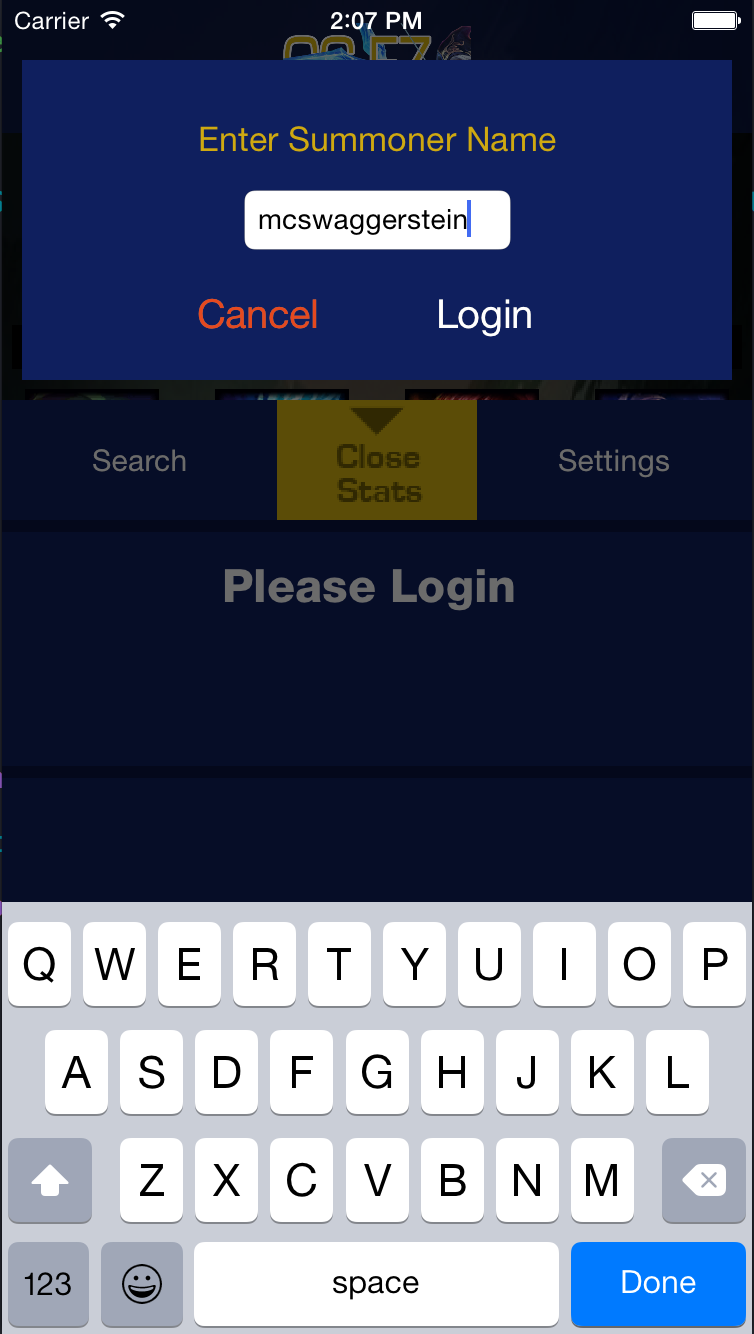 Carrier 2:07 PM
Enter Summoner Name
mcswaggerstein
Cancel Login
Search Close Stats Settings
Please Login
Q W E R T Y U I O P
A S D F G H J K L
Z X C V B N M
123 space Done